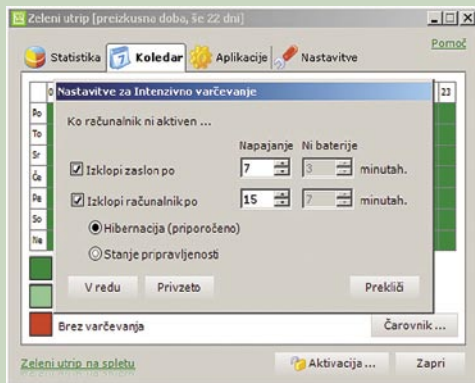 Zeleni utrip [preizkusna doba, še 22 dni]
Pomoč
Statistika Koledar Aplikacije Nastavitve
0 Nastavitve za Intenzivno varčevanje 23
Po
To
Sr
Če
Pe
So
Ne
Ko računalnik ni aktiven ...
Napajanje Ni baterije
Izklopi zaslon po 7 3 minutah.
Izklopi računalnik po 15 7 minutah.
Hibernacija (priporočeno)
Stanje pripravljenosti
V redu Privzeto Prekliči
Brez varčevanja Čarovnik ...
Zeleni utrip na spletu Aktivacija ... Zapri